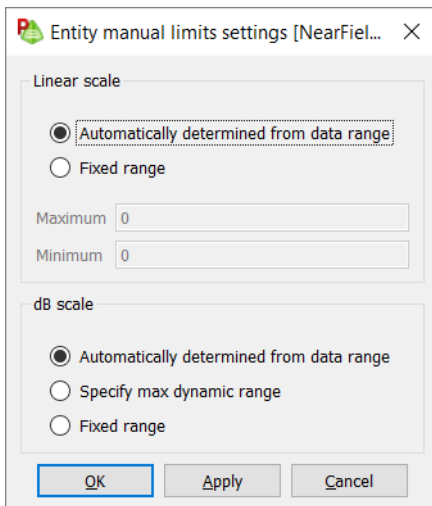 Entity manual limits settings [NearFiel...
Linear scale
Automatically determined from data range
Fixed range
Maximum 0
Minimum 0
dB scale
Automatically determined from data range
Specify max dynamic range
Fixed range
OK Apply Cancel